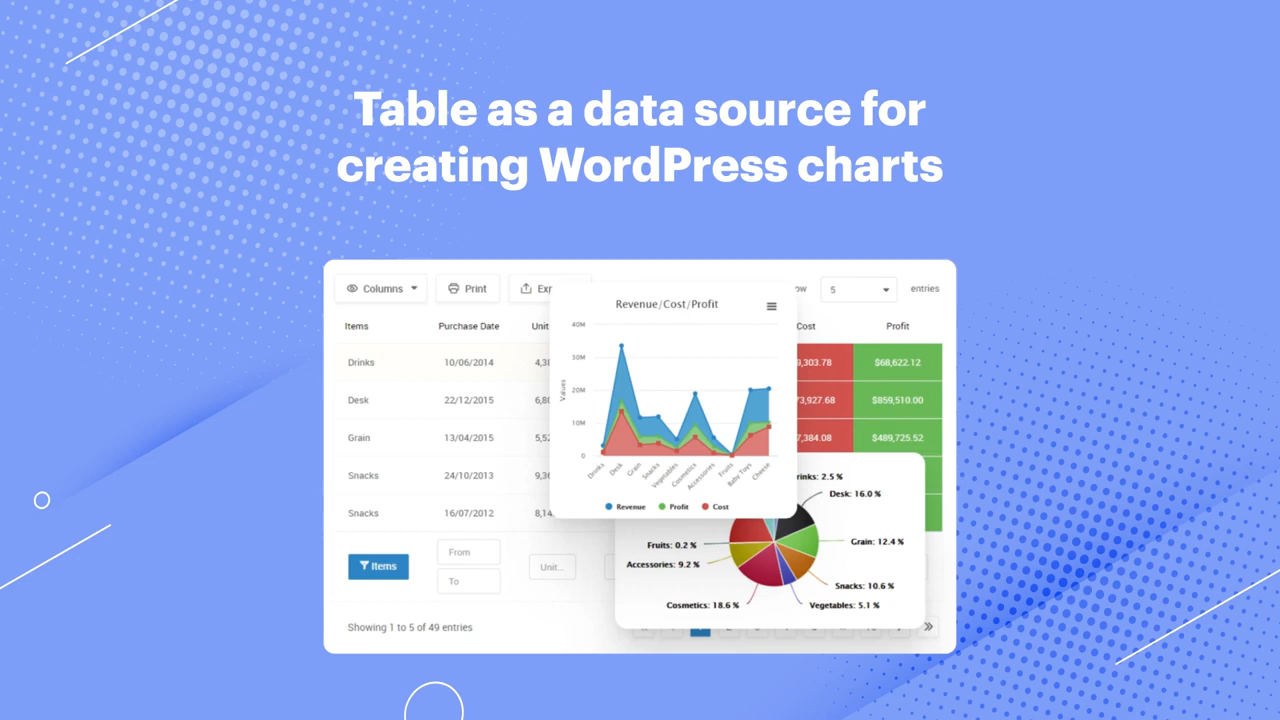 Table as a data source for
creating WordPress charts
Columns Print
5 entries
Items Purchase Date Unit Cost Profit
Drinks 10/06/2014 $68,622.12
Desk 22/12/2015 $859,510.00
Grain 13/04/2015 $489,725.52
Snacks 24/10/2013
Snacks 16/07/2012
Items From
To
Unit...
Showing 1 to 5 of 49 entries
Revenue/Cost/Profit
40M
30M
20M
10M
0
Values
Drinks Desk Grain Snacks Vegetables Cosmetics Accessories Fruits Baby Toys Cheese
Revenue Profit Cost
rinks: 2.5 %
Desk: 16.0 %
Grain: 12.4 %
Snacks: 10.6 %
Vegetables: 5.1 %
Cosmetics: 18.6 %
Accessories: 9.2 %
Fruits: 0.2 %